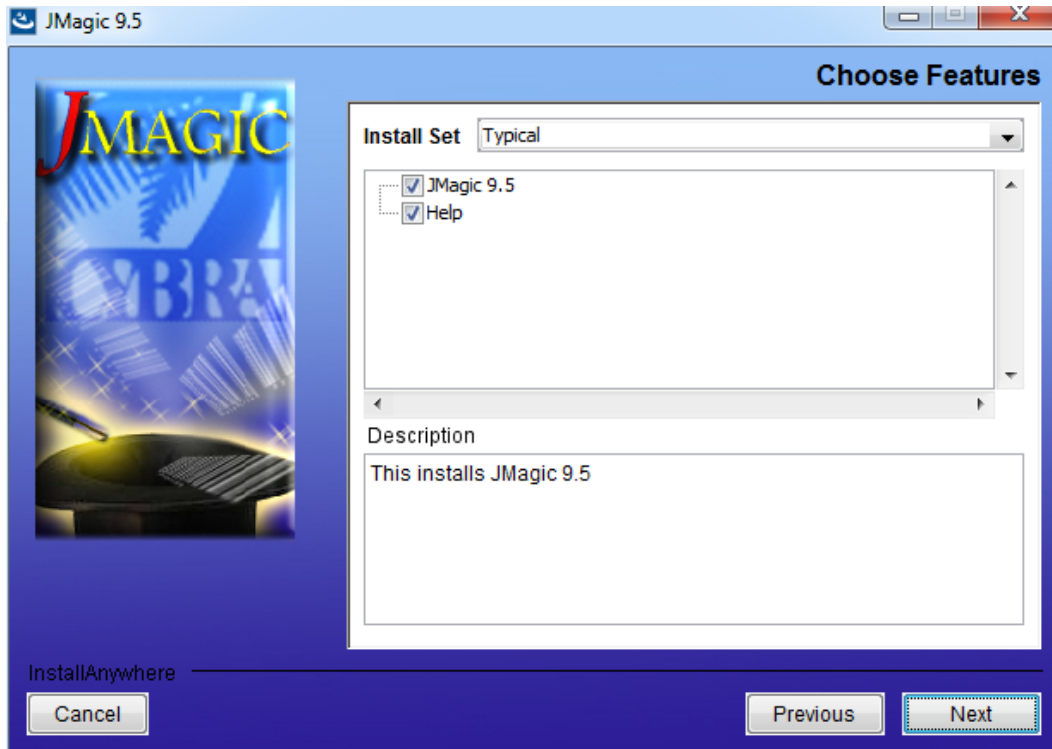 JMagic 9.5
Choose Features
JMAGIC
CYBRA
Install Set Typical
JMagic 9.5
Help
Description
This installs JMagic 9.5
InstallAnywhere
Cancel Previous Next